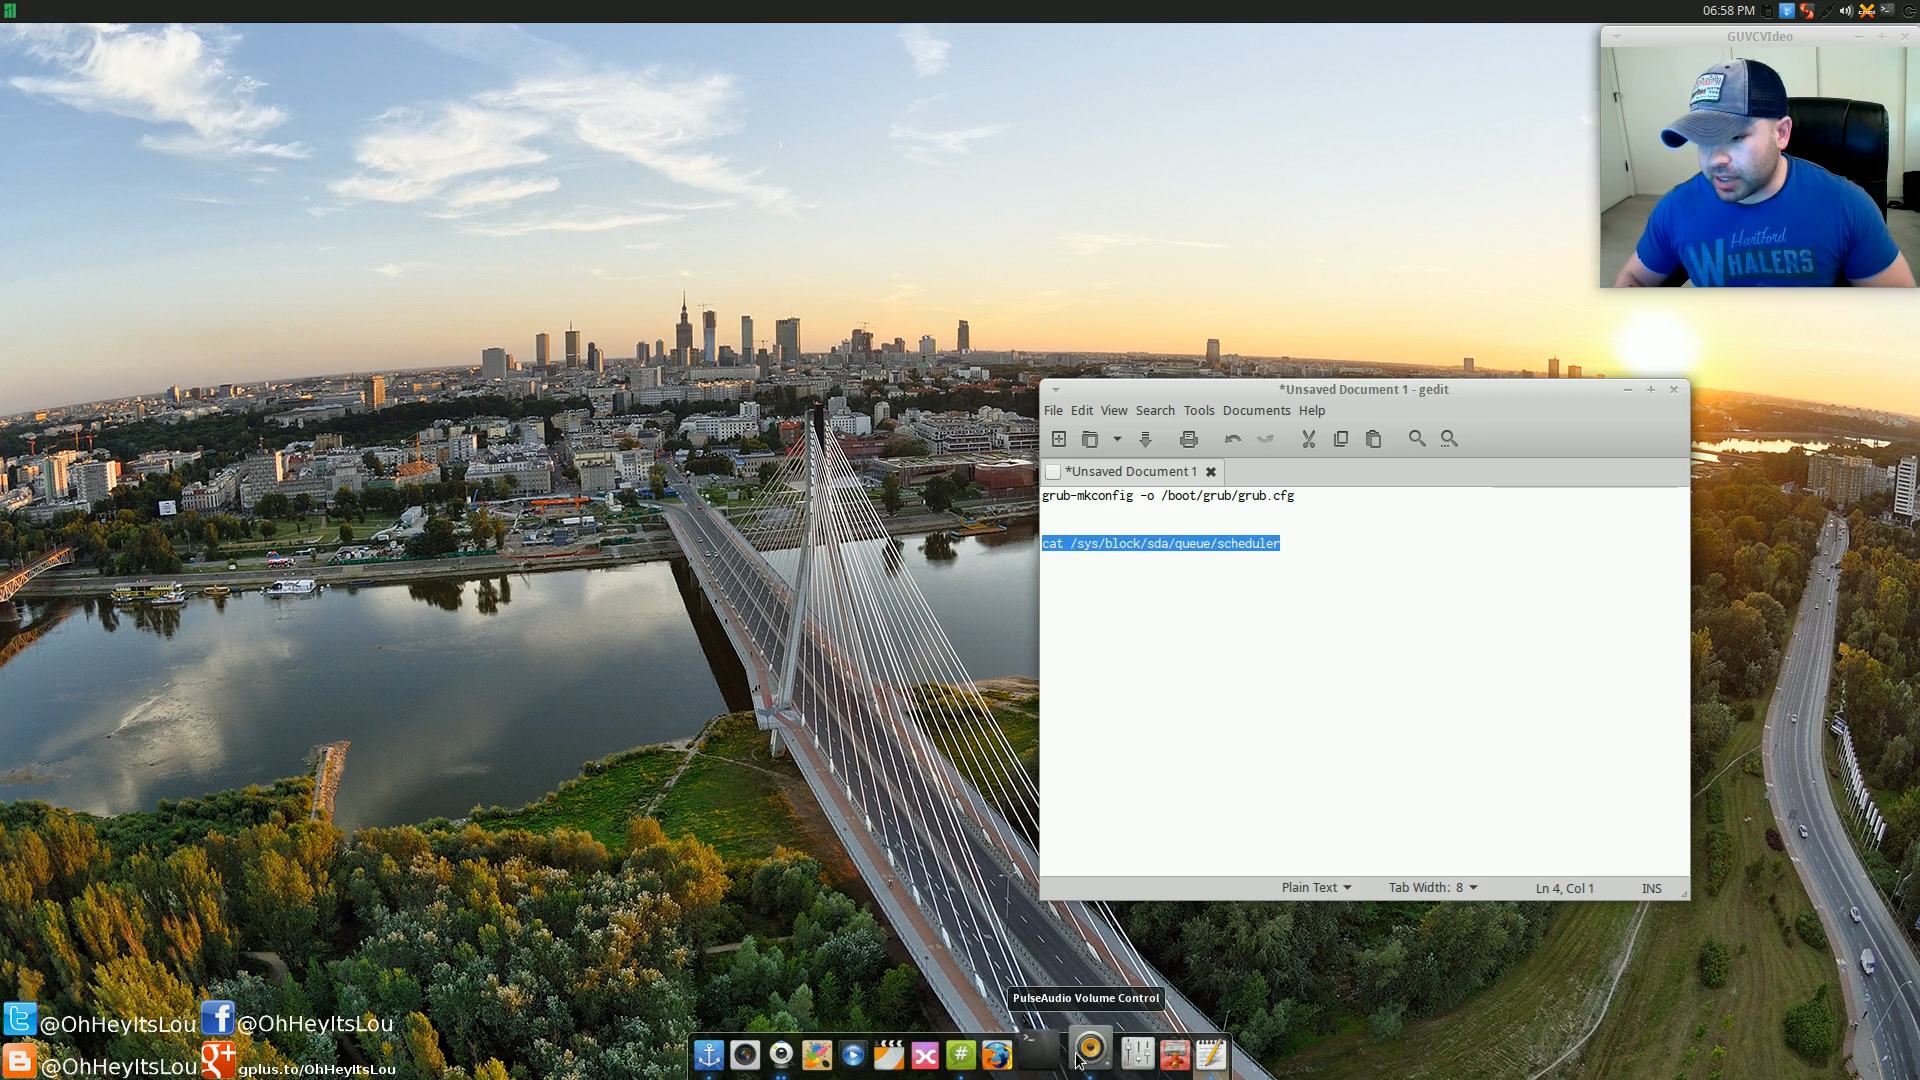 06:58 PM
GUVCVIdeo
Hartford
WHALERS
*Unsaved Document 1 - gedit
File Edit View Search Tools Documents Help
*Unsaved Document 1
grub-mkconfig -o /boot/grub/grub.cfg
cat /sys/block/sda/queue/scheduler
Plain Text Tab Width: 8 Ln 4, Col 1 INS
PulseAudio Volume Control
@OhHeyItsLou @OhHeyItsLou
@OhHeyItsLou gplus.to/OhHeyItsLou